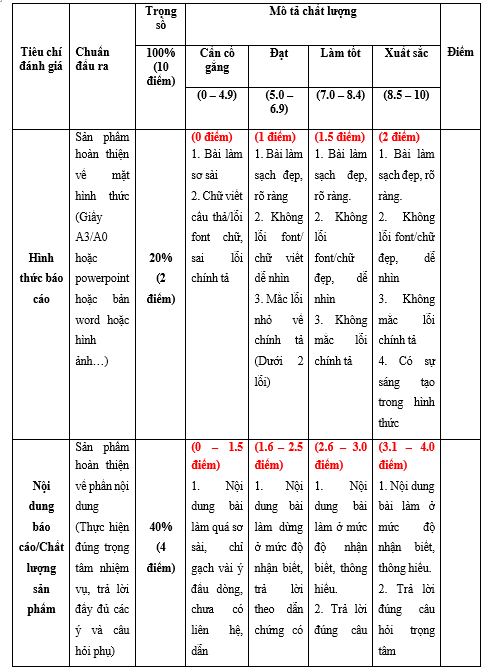 Tiêu chí đánh giá
Chuẩn đầu ra
Trọng số
Mô tả chất lượng
Điểm
100% (10 điểm)
Cần cố gắng
Đạt
Làm tốt
Xuất sắc
(0 – 4.9)
(5.0 – 6.9)
(7.0 – 8.4)
(8.5 – 10)
Hình thức báo cáo
Sản phẩm
hoàn thiện
về mặt
hình thức
(Giấy
A3/A0
hoặc
powerpoint
hoặc bản
word hoặc
hình
ảnh…)
20%
(2
điểm)
(0 điểm)
1. Bài làm
sơ sài
2. Chữ viết
cẩu thả/lỗi
font chữ,
sai lỗi
chính tả
(1 điểm)
1. Bài làm
sạch đẹp,
rõ ràng
2. Không
lỗi font/
chữ viết
dễ nhìn
3. Mắc lỗi
nhỏ về
chính tả
(Dưới 2
lỗi)
(1.5 điểm)
1. Bài làm
sạch đẹp,
rõ ràng.
2. Không
lỗi
font/chữ
đẹp, dễ
nhìn
3. Không
mắc lỗi
chính tả
(2 điểm)
1. Bài làm
sạch đẹp, rõ
ràng.
2. Không
lỗi font/chữ
đẹp, dễ
nhìn
3. Không
mắc lỗi
chính tả
4. Có sự
sáng tạo
trong hình
thức
Nội
dung
báo
cáo/Chất
lượng
sản
phẩm
Sản phẩm
hoàn thiện
về phần nội
dung
(Thực hiện
đúng trọng
tâm nhiệm
vụ, trả lời
đầy đủ các
ý và câu
hỏi phụ)
40%
(4
điểm)
(0 – 1.5
điểm)
1. Nội
dung bài
làm quá sơ
sài, chỉ
gạch vài ý
đầu dòng,
chưa có
liên hệ,
dẫn
(1.6 – 2.5
điểm)
1. Nội
dung bài
làm dừng
ở mức độ
nhận biết,
trả lời
theo dẫn
chứng có
(2.6 – 3.0
điểm)
1. Nội
dung bài
làm ở mức
độ nhận
biết, thông
hiểu.
2. Trả lời
đúng câu
(3.1 – 4.0
điểm)
1. Nội dung
bài làm ở
mức độ
nhận biết,
thông hiểu.
2. Trả lời
đúng câu
hỏi trọng
tâm